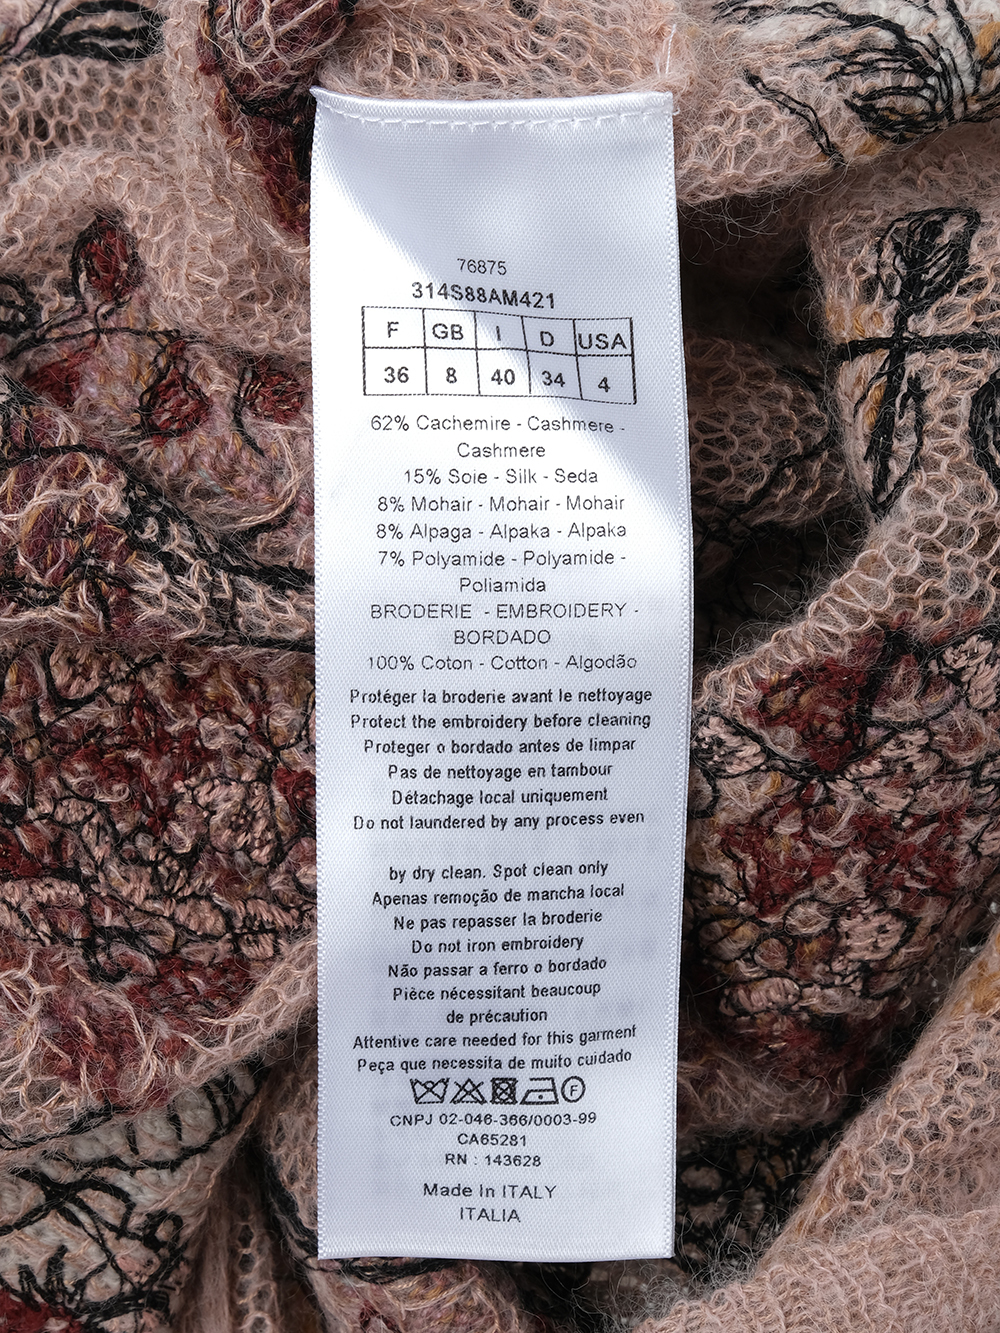 76875
314S88AM421
F GB I D USA
36 8 40 34 4
62% Cachemire - Cashmere -
Cashmere
15% Soie - Silk - Seda
8% Mohair - Mohair - Mohair
8% Alpaga - Alpaka - Alpaka
7% Polyamide - Polyamide -
Poliamida
BRODERIE - EMBROIDERY -
BORDADO
100% Coton - Cotton - Algodão
Protéger la broderie avant le nettoyage
Protect the embroidery before cleaning
Proteger o bordado antes de limpar
Pas de nettoyage en tambour
Détachage local uniquement
Do not laundered by any process even
by dry clean. Spot clean only
Apenas remoção de mancha local
Ne pas repasser la broderie
Do not iron embroidery
Não passar a ferro o bordado
Pièce nécessitant beaucoup
de précaution
Attentive care needed for this garment
Peça que necessita de muito cuidado
F
CNPJ 02-046-366/0003-99
CA65281
RN : 143628
Made In ITALY
ITALIA